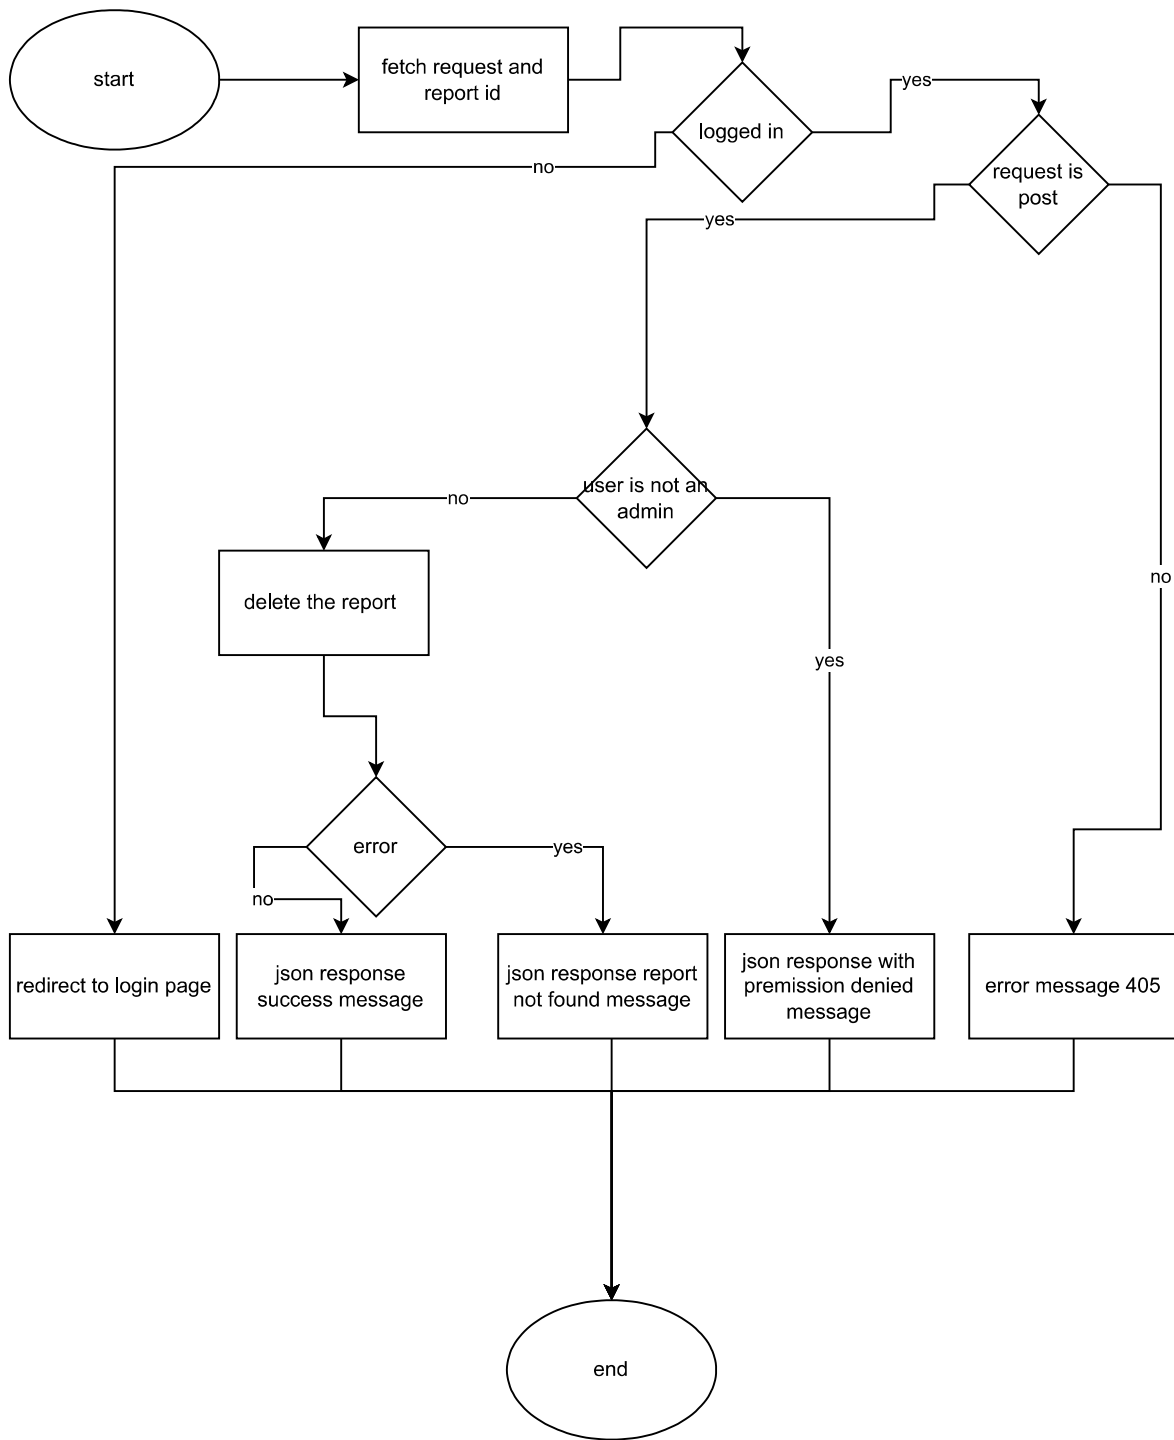 start
fetch request and
report id
logged in
yes
no
request is
post
yes
user is not an
admin
no
no
delete the report
yes
error
yes
no
redirect to login page
json response
success message
json response report
not found message
json response with
premission denied
message
error message 405
end